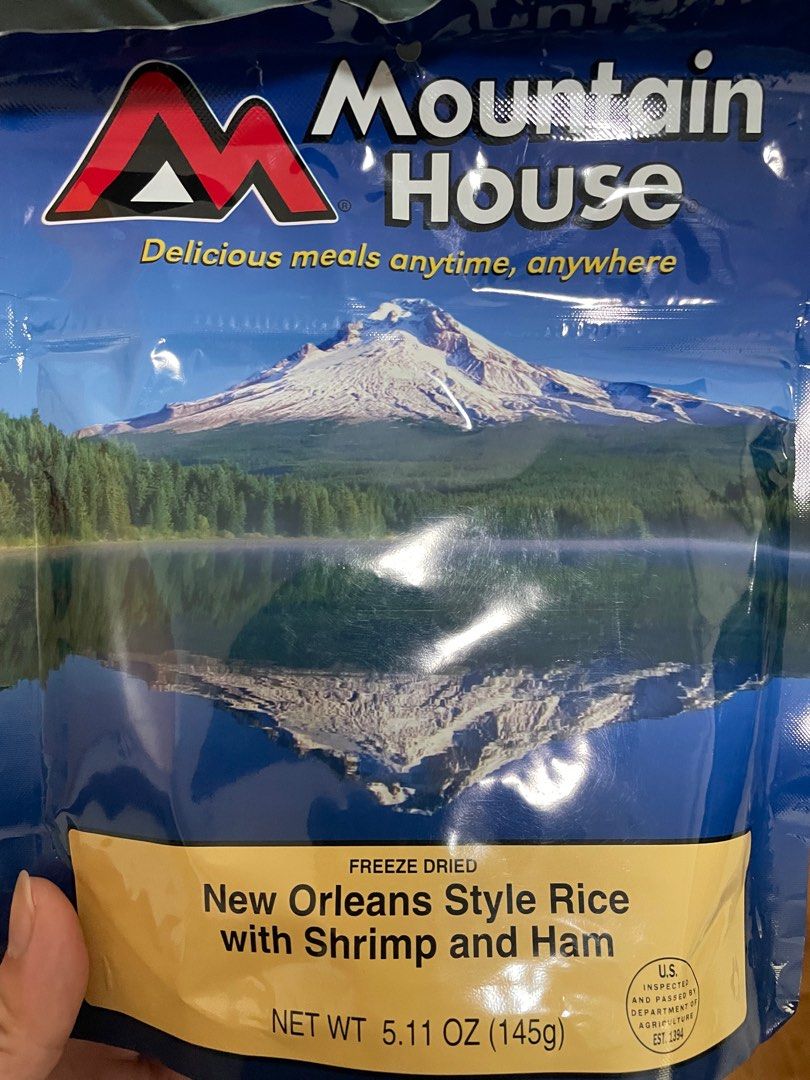 Mountain
House
®
Delicious meals anytime, anywhere
FREEZE DRIED
New Orleans Style Rice
with Shrimp and Ham
NET WT 5.11 OZ (145g)
U.S.
INSPECTED
AND PASSED BY
DEPARTMENT OF
AGRICULTURE
EST. 1394